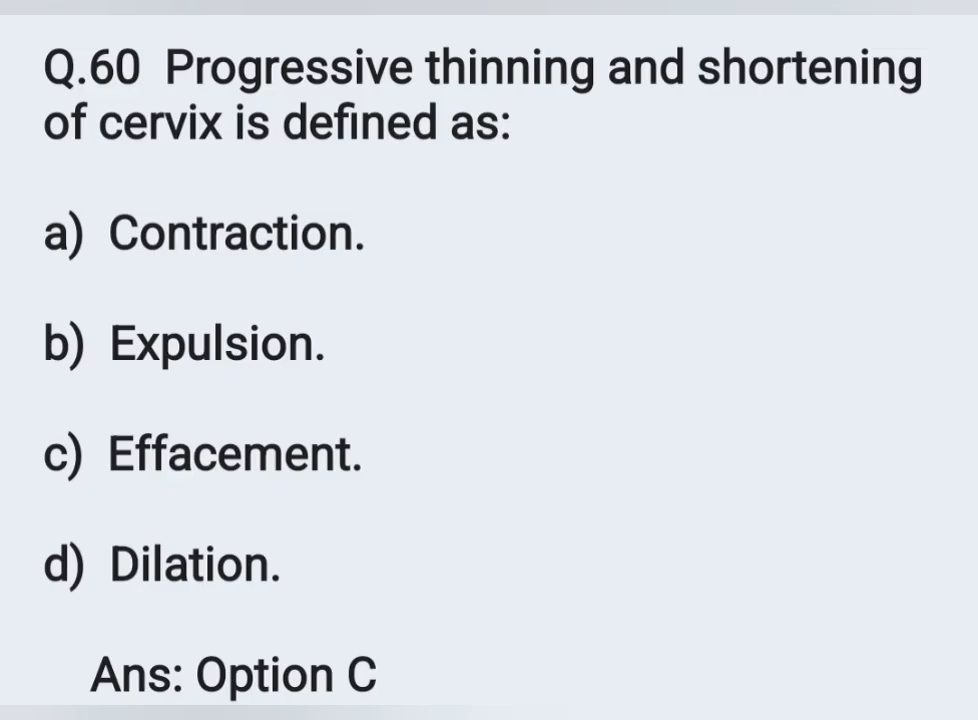 Q.60 Progressive thinning and shortening
of cervix is defined as:
a) Contraction.
b) Expulsion.
c) Effacement.
d) Dilation.
Ans: Option C